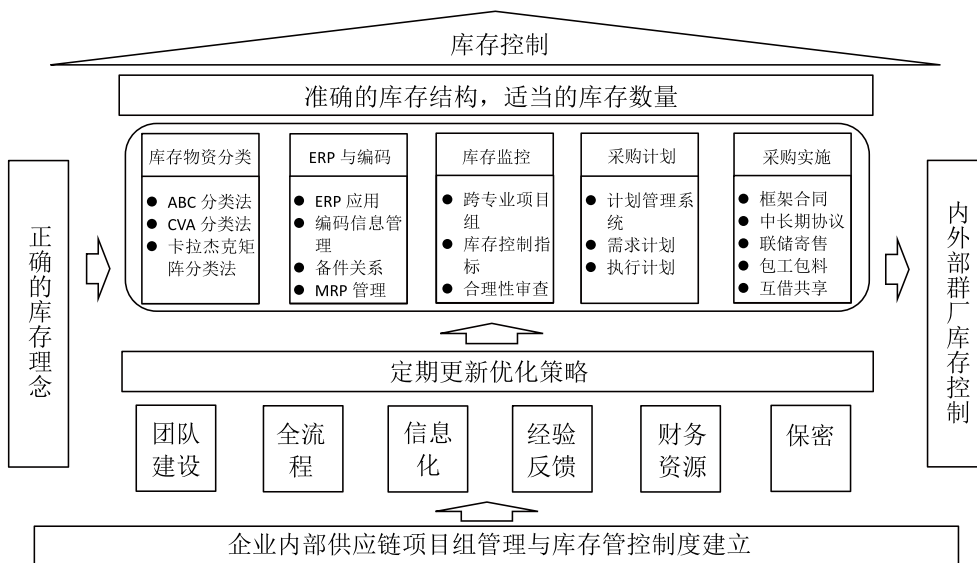 库存控制
准确的库存结构，适当的库存数量
正确的库存理念
库存物资分类
● ABC 分类法
● CVA 分类法
● 卡拉杰克矩
阵分类法
ERP 与编码
● ERP 应用
● 编码信息管
理
● 备件关系
● MRP 管理
库存监控
● 跨专业项目
组
● 库存控制指
标
● 合理性审查
采购计划
● 计划管理系
统
● 需求计划
● 执行计划
采购实施
● 框架合同
● 中长期协议
● 联储寄售
● 包工包料
● 互借共享
内外部群厂库存控制
定期更新优化策略
团队
建设
全流
程
信息
化
经验
反馈
财务
资源
保密
企业内部供应链项目组管理与库存管控制度建立